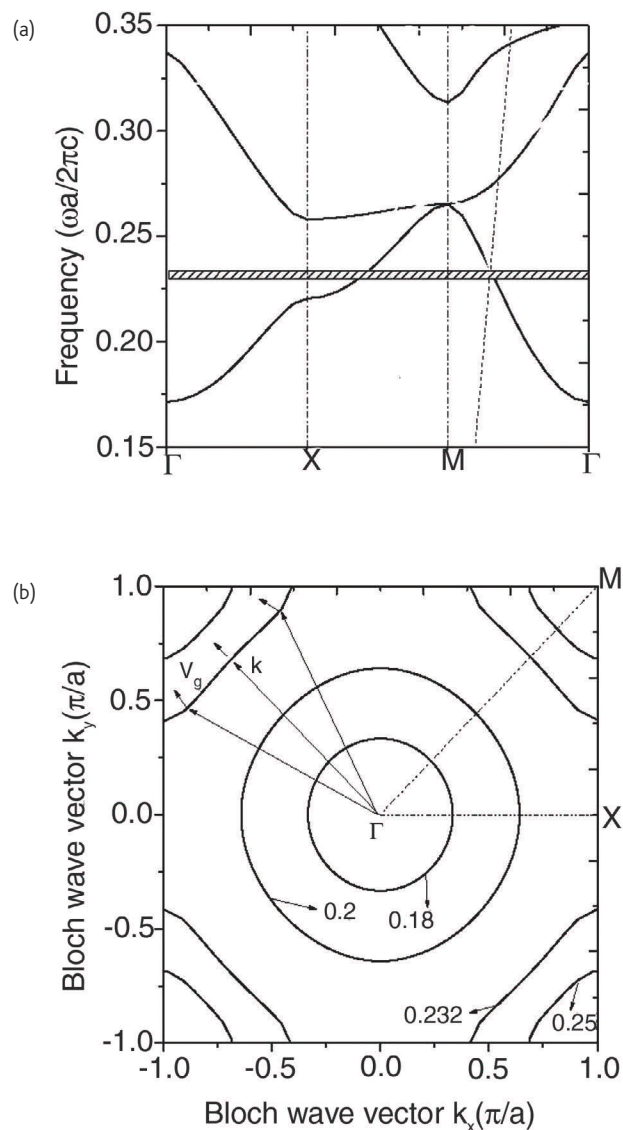 (a)
Frequency (ωa/2πc)
0.35
0.30
0.25
0.20
0.15
Γ X M Γ
(b)
Bloch wave vector k_y(π/a)
1.0
0.5
0.0
-0.5
-1.0
M
V_g
k
X
Γ
0.2
0.18
0.232
0.25
-1.0 -0.5 0.0 0.5 1.0
Bloch wave vector k_x(π/a)